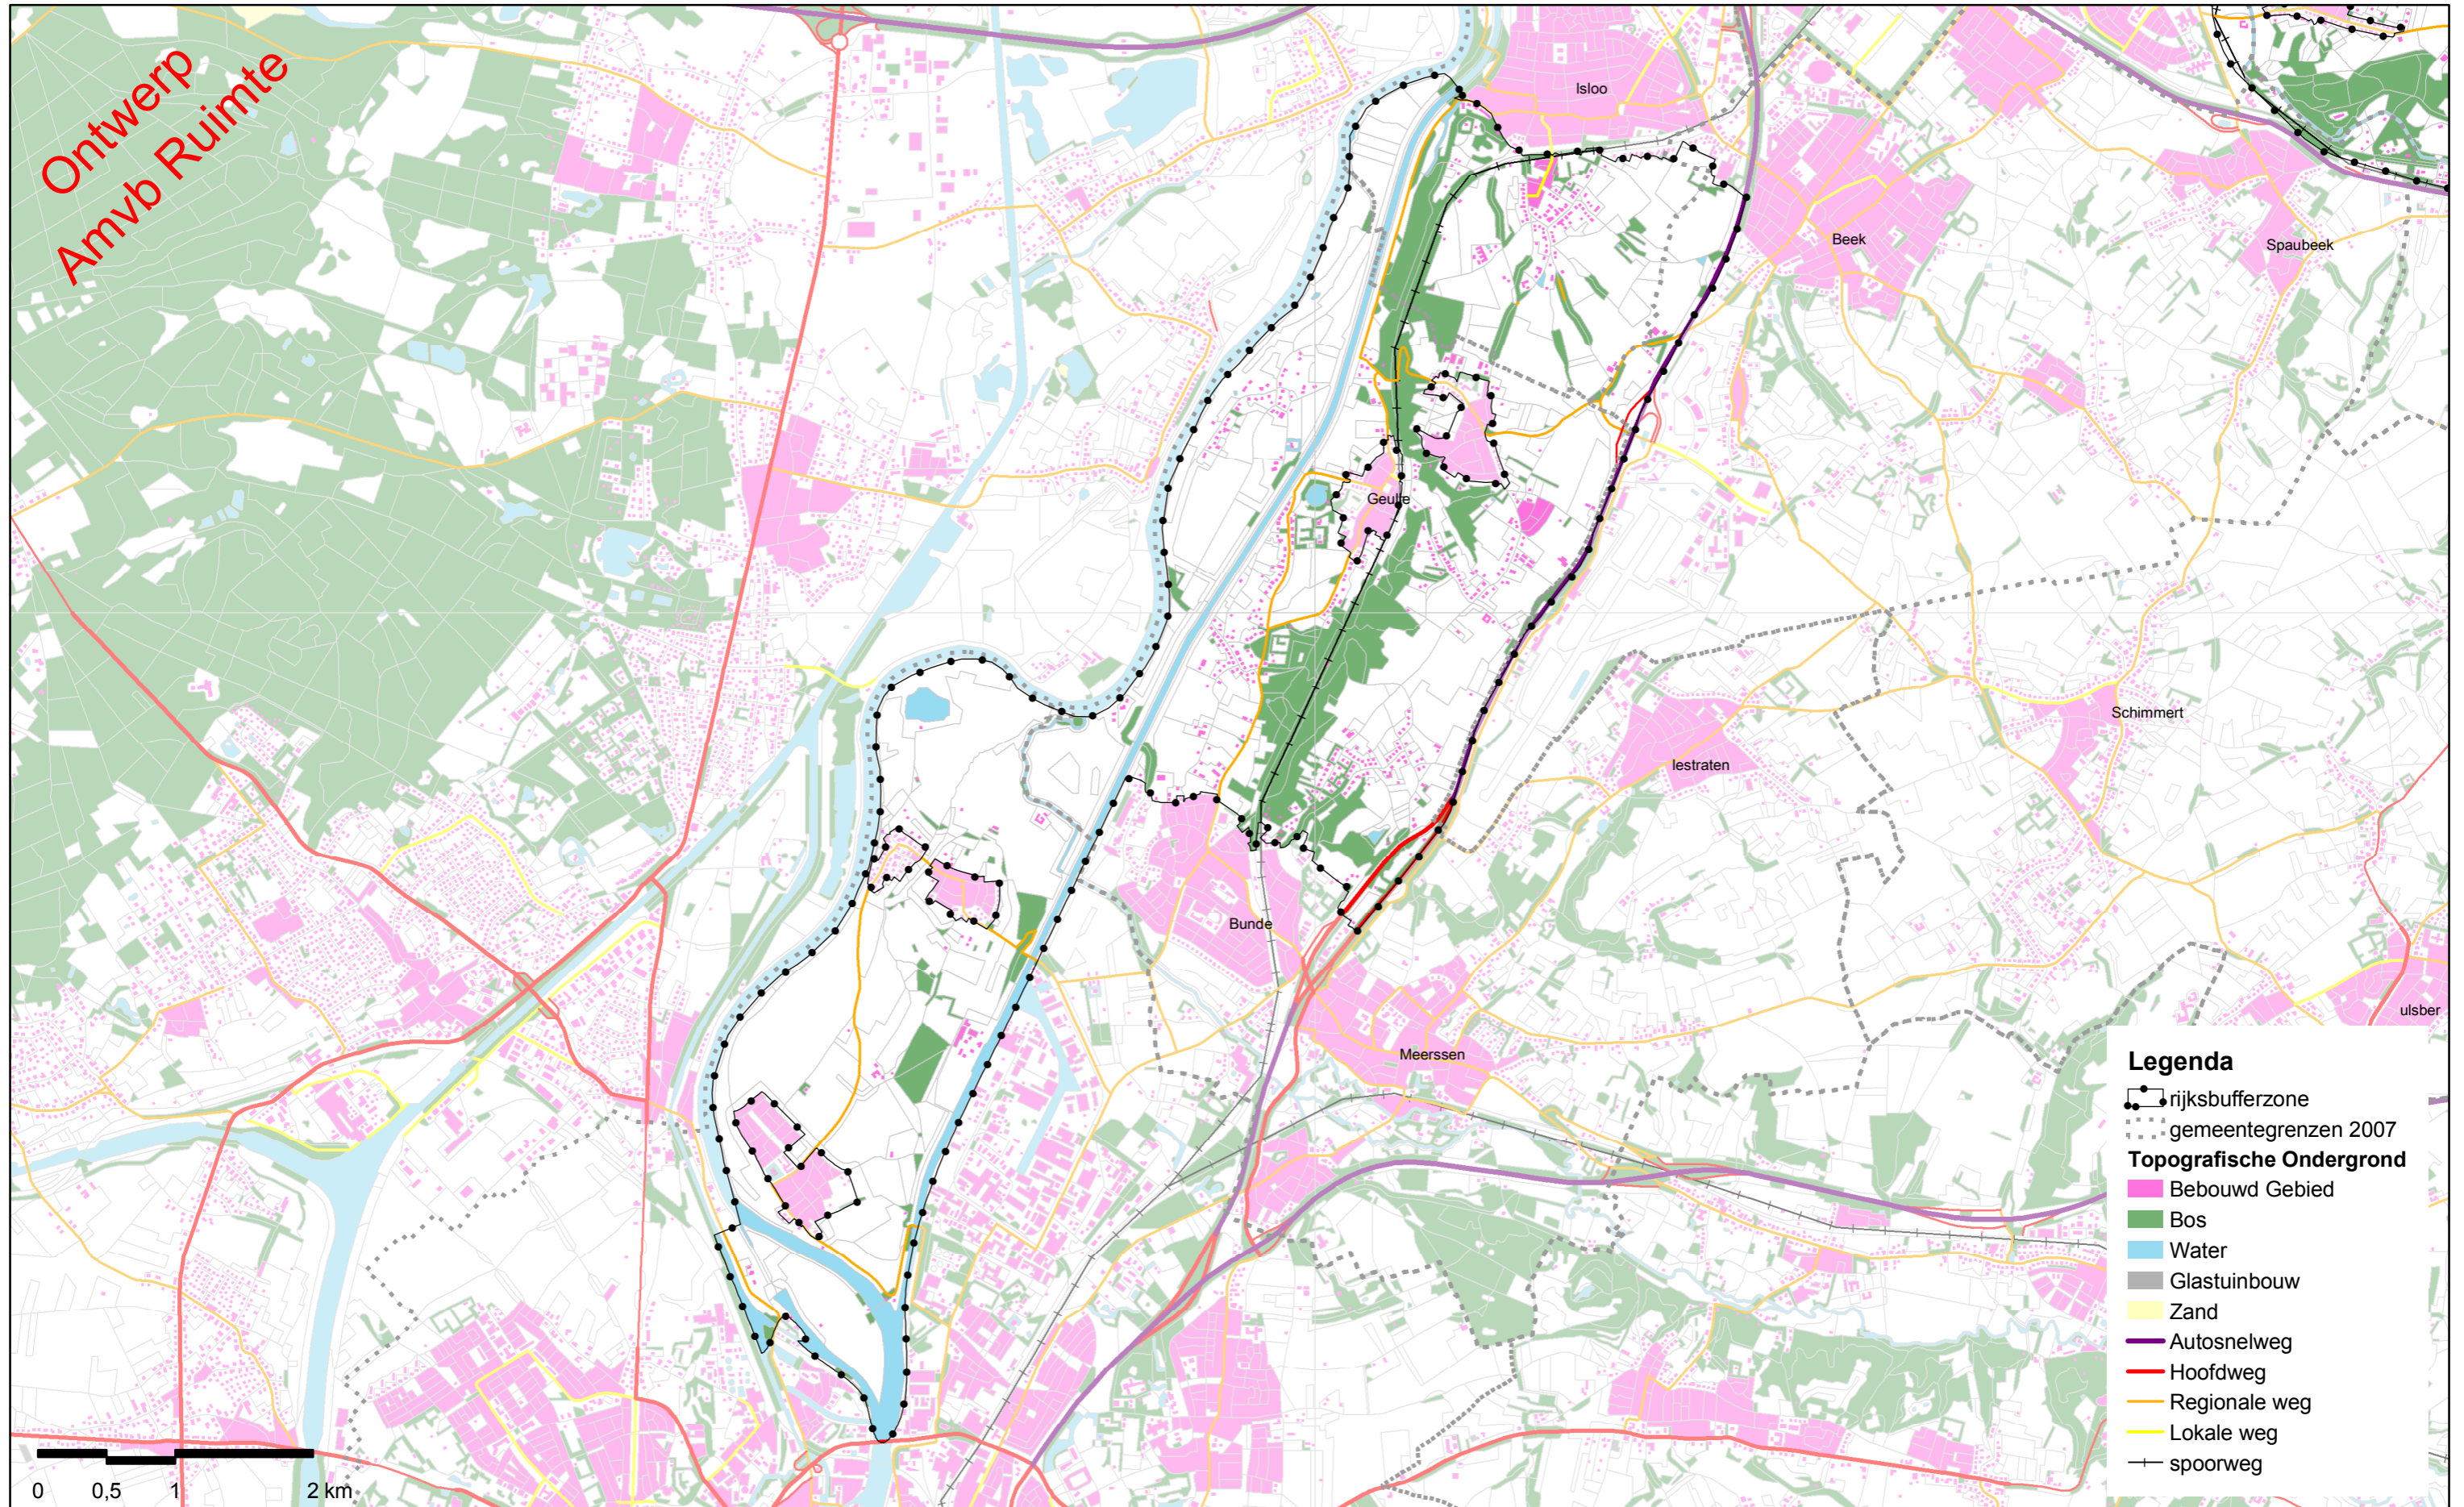 Ontwerp
Amvb Ruimte
Isloo
Beek
Spaubeek
Geulle
Schimmert
lestraten
Bunde
Meerssen
ulsber
Legenda
rijksbufferzone
gemeentegrenzen 2007
Topografische Ondergrond
Bebouwd Gebied
Bos
Water
Glastuinbouw
Zand
Autosnelweg
Hoofdweg
Regionale weg
Lokale weg
spoorweg
0 0,5 1 2 km